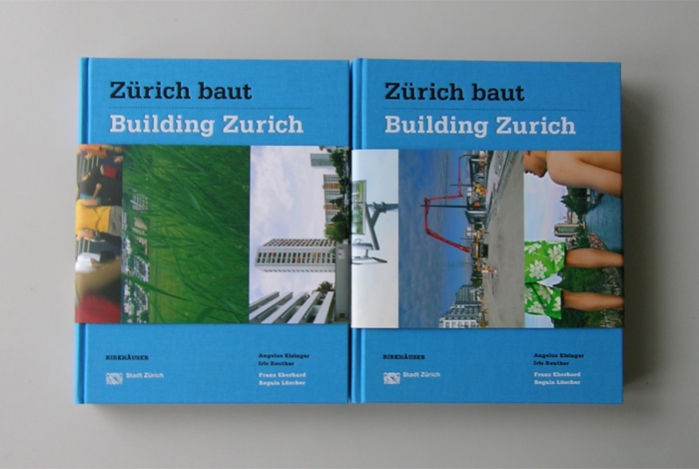 Zürich baut
Building Zurich
BIRKHÄUSER
Stadt Zürich
Angelus Eisinger
Iris Reuther
Franz Eberhard
Regula Lüscher
Zürich baut
Building Zurich
BIRKHÄUSER
Stadt Zürich
Angelus Eisinger
Iris Reuther
Franz Eberhard
Regula Lüscher